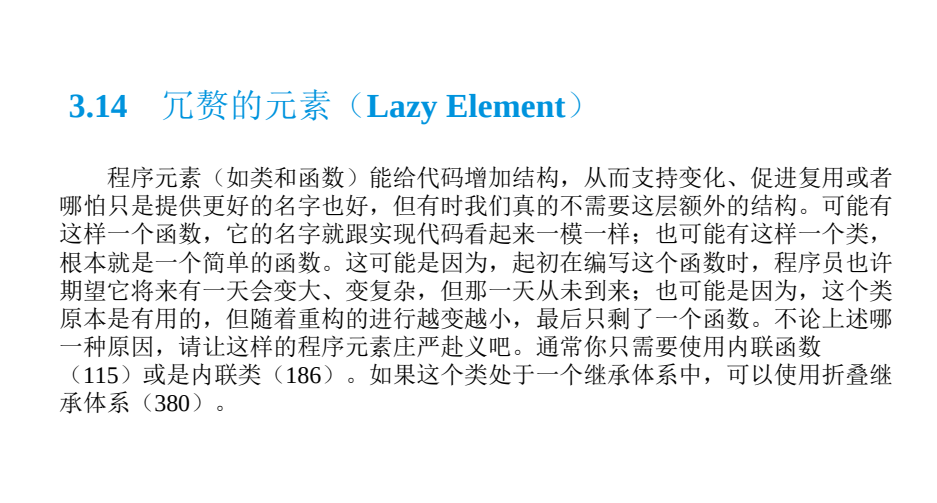 3.14 冗赘的元素（Lazy Element）
程序元素（如类和函数）能给代码增加结构，从而支持变化、促进复用或者
哪怕只是提供更好的名字也好，但有时我们真的不需要这层额外的结构。可能有
这样一个函数，它的名字就跟实现代码看起来一模一样；也可能有这样一个类，
根本就是一个简单的函数。这可能是因为，起初在编写这个函数时，程序员也许
期望它将来有一天会变大、变复杂，但那一天从未到来；也可能是因为，这个类
原本是有用的，但随着重构的进行越变越小，最后只剩了一个函数。不论上述哪
一种原因，请让这样的程序元素庄严赴义吧。通常你只需要使用内联函数
（115）或是内联类（186）。如果这个类处于一个继承体系中，可以使用折叠继
承体系（380）。